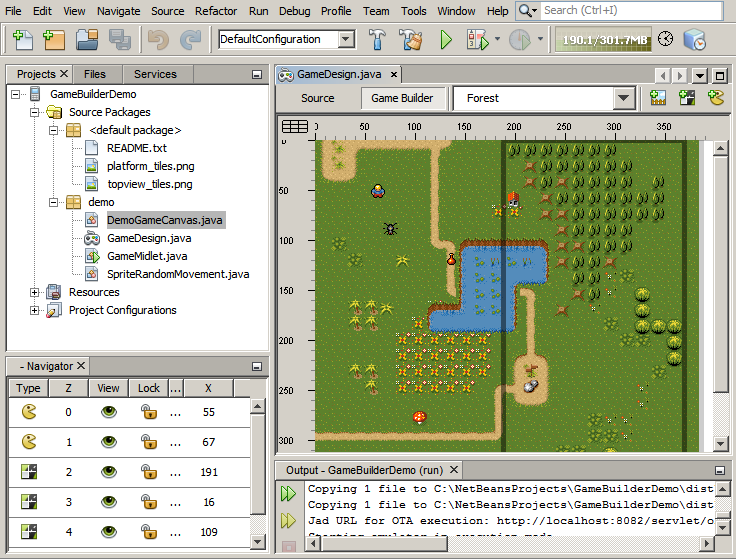 File Edit View Navigate Source Refactor Run Debug Profile Team Tools Window Help Search (Ctrl+I)
DefaultConfiguration 190.1/301.7MB
Projects Files Services
GameBuilderDemo
Source Packages
<default package>
README.txt
platform_tiles.png
topview_tiles.png
demo
DemoGameCanvas.java
GameDesign.java
GameMidlet.java
SpriteRandomMovement.java
Resources
Project Configurations
- Navigator
Type Z View Lock ... X
0 ... 55
1 ... 67
2 ... 191
3 ... 16
4 ... 109
GameDesign.java
Source Game Builder Forest
0 50 100 150 200 250 300 350
0
50
100
150
200
250
300
Output - GameBuilderDemo (run)
Copying 1 file to C:\NetBeansProjects\GameBuilderDemo\dist
Copying 1 file to C:\NetBeansProjects\GameBuilderDemo\dist
Jad URL for OTA execution: http://localhost:8082/servlet/o
Starting emulator in execution mode